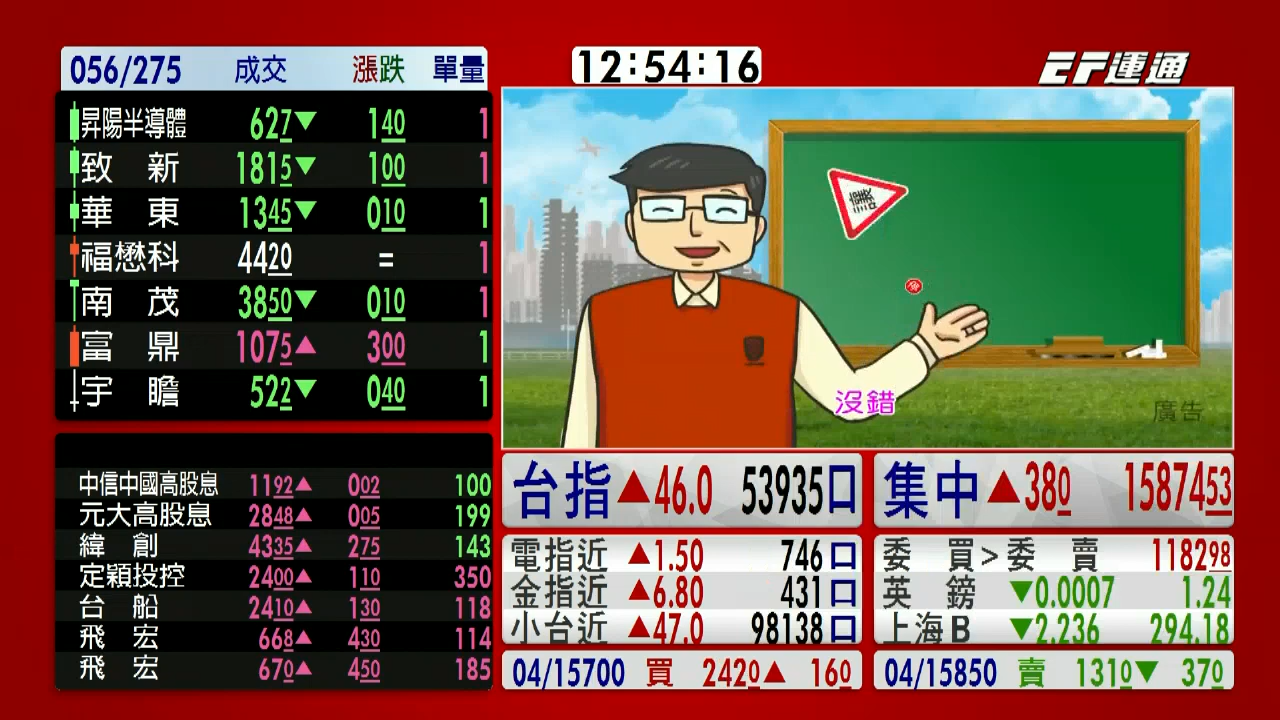 056/275 成交 漲跌 單量
昇陽半導體 627▼ 140 1
致新 1815▼ 100 1
華東 1345▼ 010 1
福懋科 4420 = 1
南茂 3850▼ 010 1
富鼎 1075▲ 300 1
宇瞻 522▼ 040 1
中信中國高股息 1192▲ 002 100
元大高股息 2848▲ 005 199
緯創 4335▲ 275 143
定穎投控 2400▲ 110 350
台船 2410▲ 130 118
飛宏 668▲ 430 114
飛宏 670▲ 450 185
12:54:16
EF運通
沒錯
廣告
台指▲46.0 53935口
集中▲380 1587453
電指近 ▲1.50 746口
金指近 ▲6.80 431口
小台近 ▲47.0 98138口
委買>委賣 118298
英鎊 ▼0.0007 1.24
上海B ▼2.236 294.18
04/15700 買 2420▲ 160
04/15850 賣 1310▼ 370